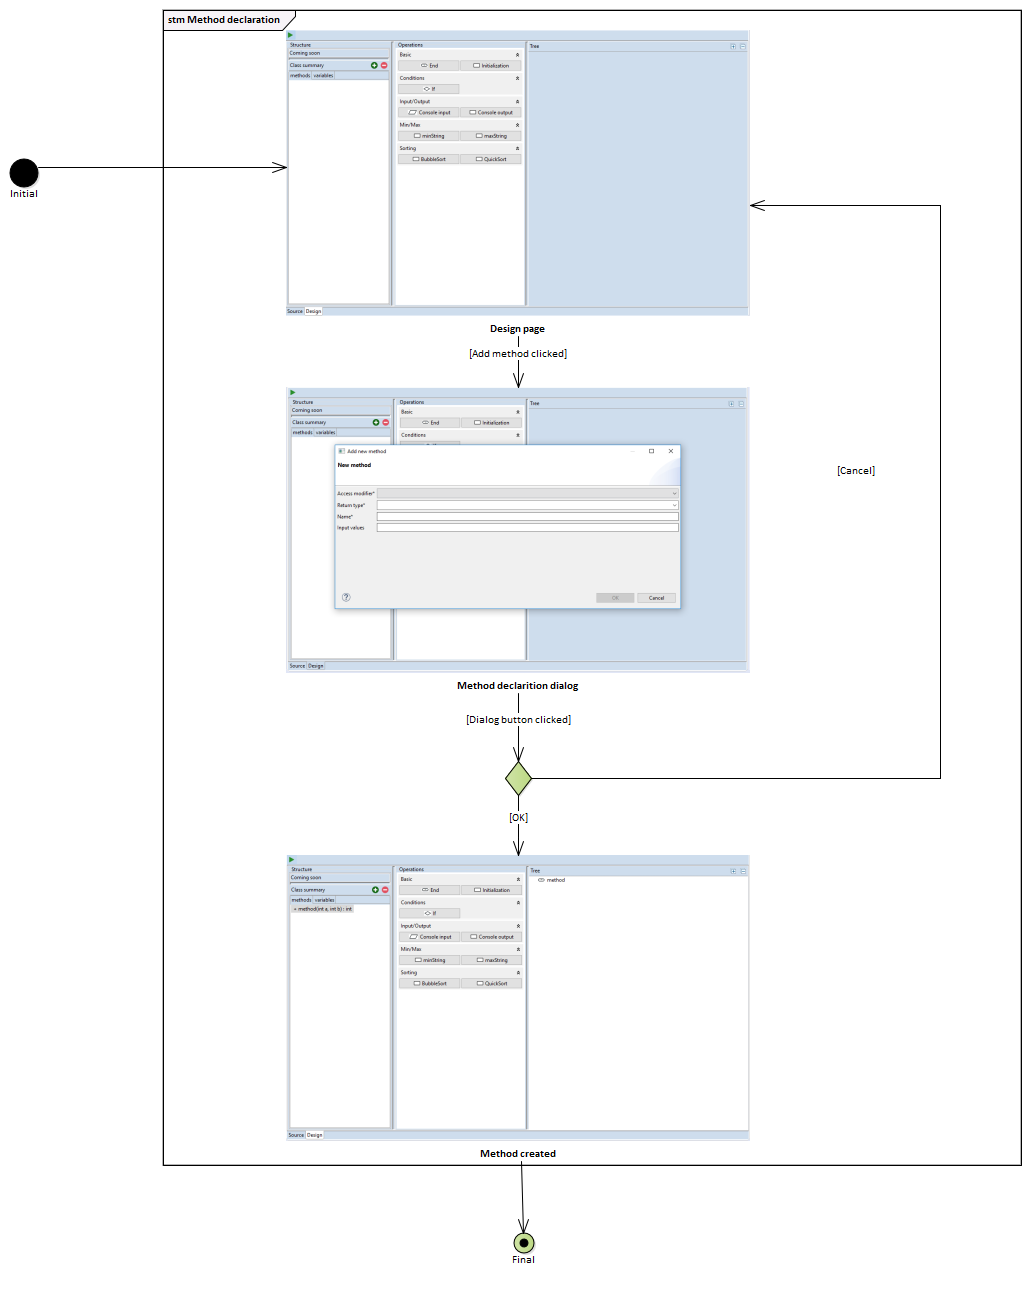 stm Method declaration
Initial
Structure
Coming soon
Class summary
methods variables
Operations
Basic
End Initialization
Conditions
If
Input/Output
Console input Console output
Min/Max
minString maxString
Sorting
BubbleSort QuickSort
Tree
Source Design
Design page
[Add method clicked]
Structure
Coming soon
Class summary
methods variables
Operations
Basic
End Initialization
Conditions
Tree
Add new method
New method
Access modifier*
Return type*
Name*
Input values
OK Cancel
Source Design
[Cancel]
Method declarition dialog
[Dialog button clicked]
[OK]
Structure
Coming soon
Class summary
methods variables
+ method(int a, int b) : int
Operations
Basic
End Initialization
Conditions
If
Input/Output
Console input Console output
Min/Max
minString maxString
Sorting
BubbleSort QuickSort
Tree
method
Source Design
Method created
Final